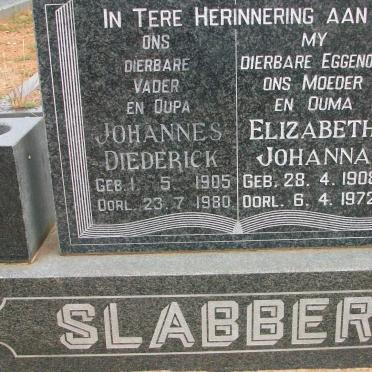 In Tere Herinnering Aan
Ons
Dierbare
Vader
en Oupa
Johannes
Diederick
Geb. 1. 5. 1905
Oorl. 23. 7. 1980
My
Dierbare Eggeno
Ons Moeder
en Ouma
Elizabeth
Johanna
Geb. 28. 4. 1908
Oorl. 6. 4. 1972
SLABBER